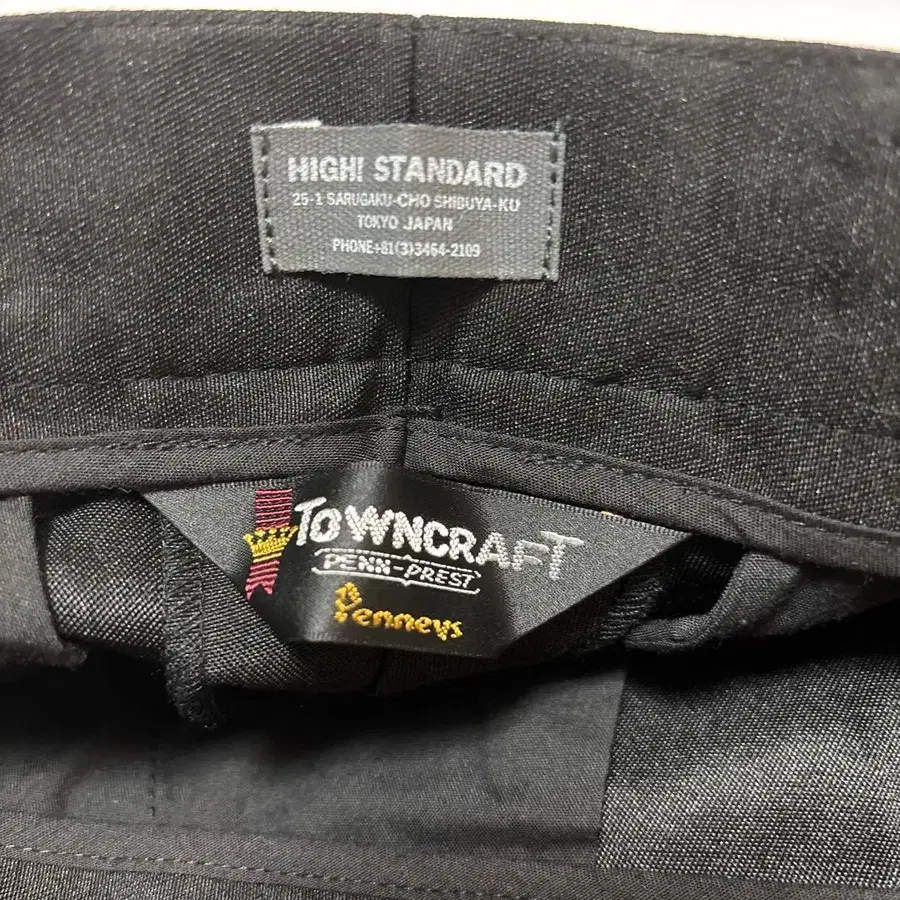 HIGH! STANDARD
25-1 SARUGAKU-CHO SHIBUYA-KU
TOKYO JAPAN
PHONE+81(3)3464-2109
TOWNCRAFT
PENN-PREST
Penneys